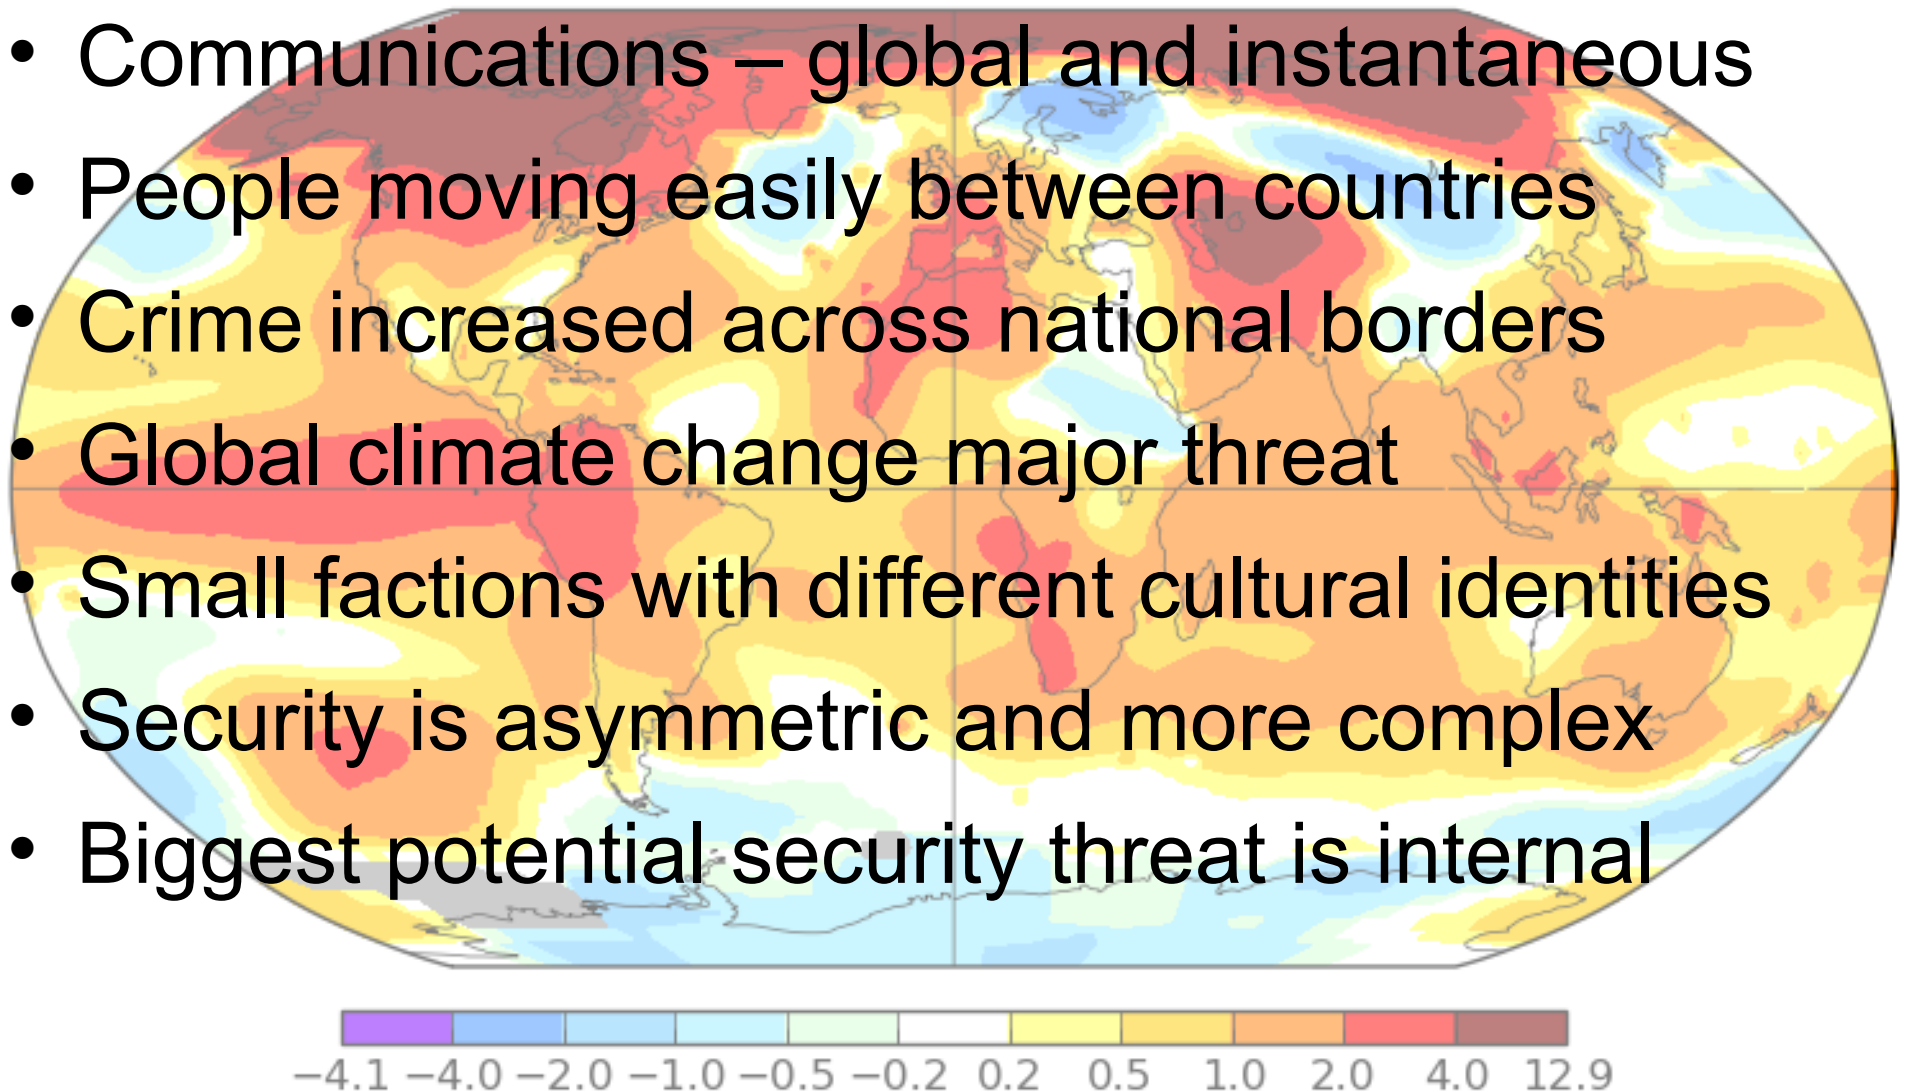 • Communications – global and instantaneous
• People moving easily between countries
• Crime increased across national borders
• Global climate change major threat
• Small factions with different cultural identities
• Security is asymmetric and more complex
• Biggest potential security threat is internal
−4.1 −4.0 −2.0 −1.0 −0.5 −0.2 0.2 0.5 1.0 2.0 4.0 12.9